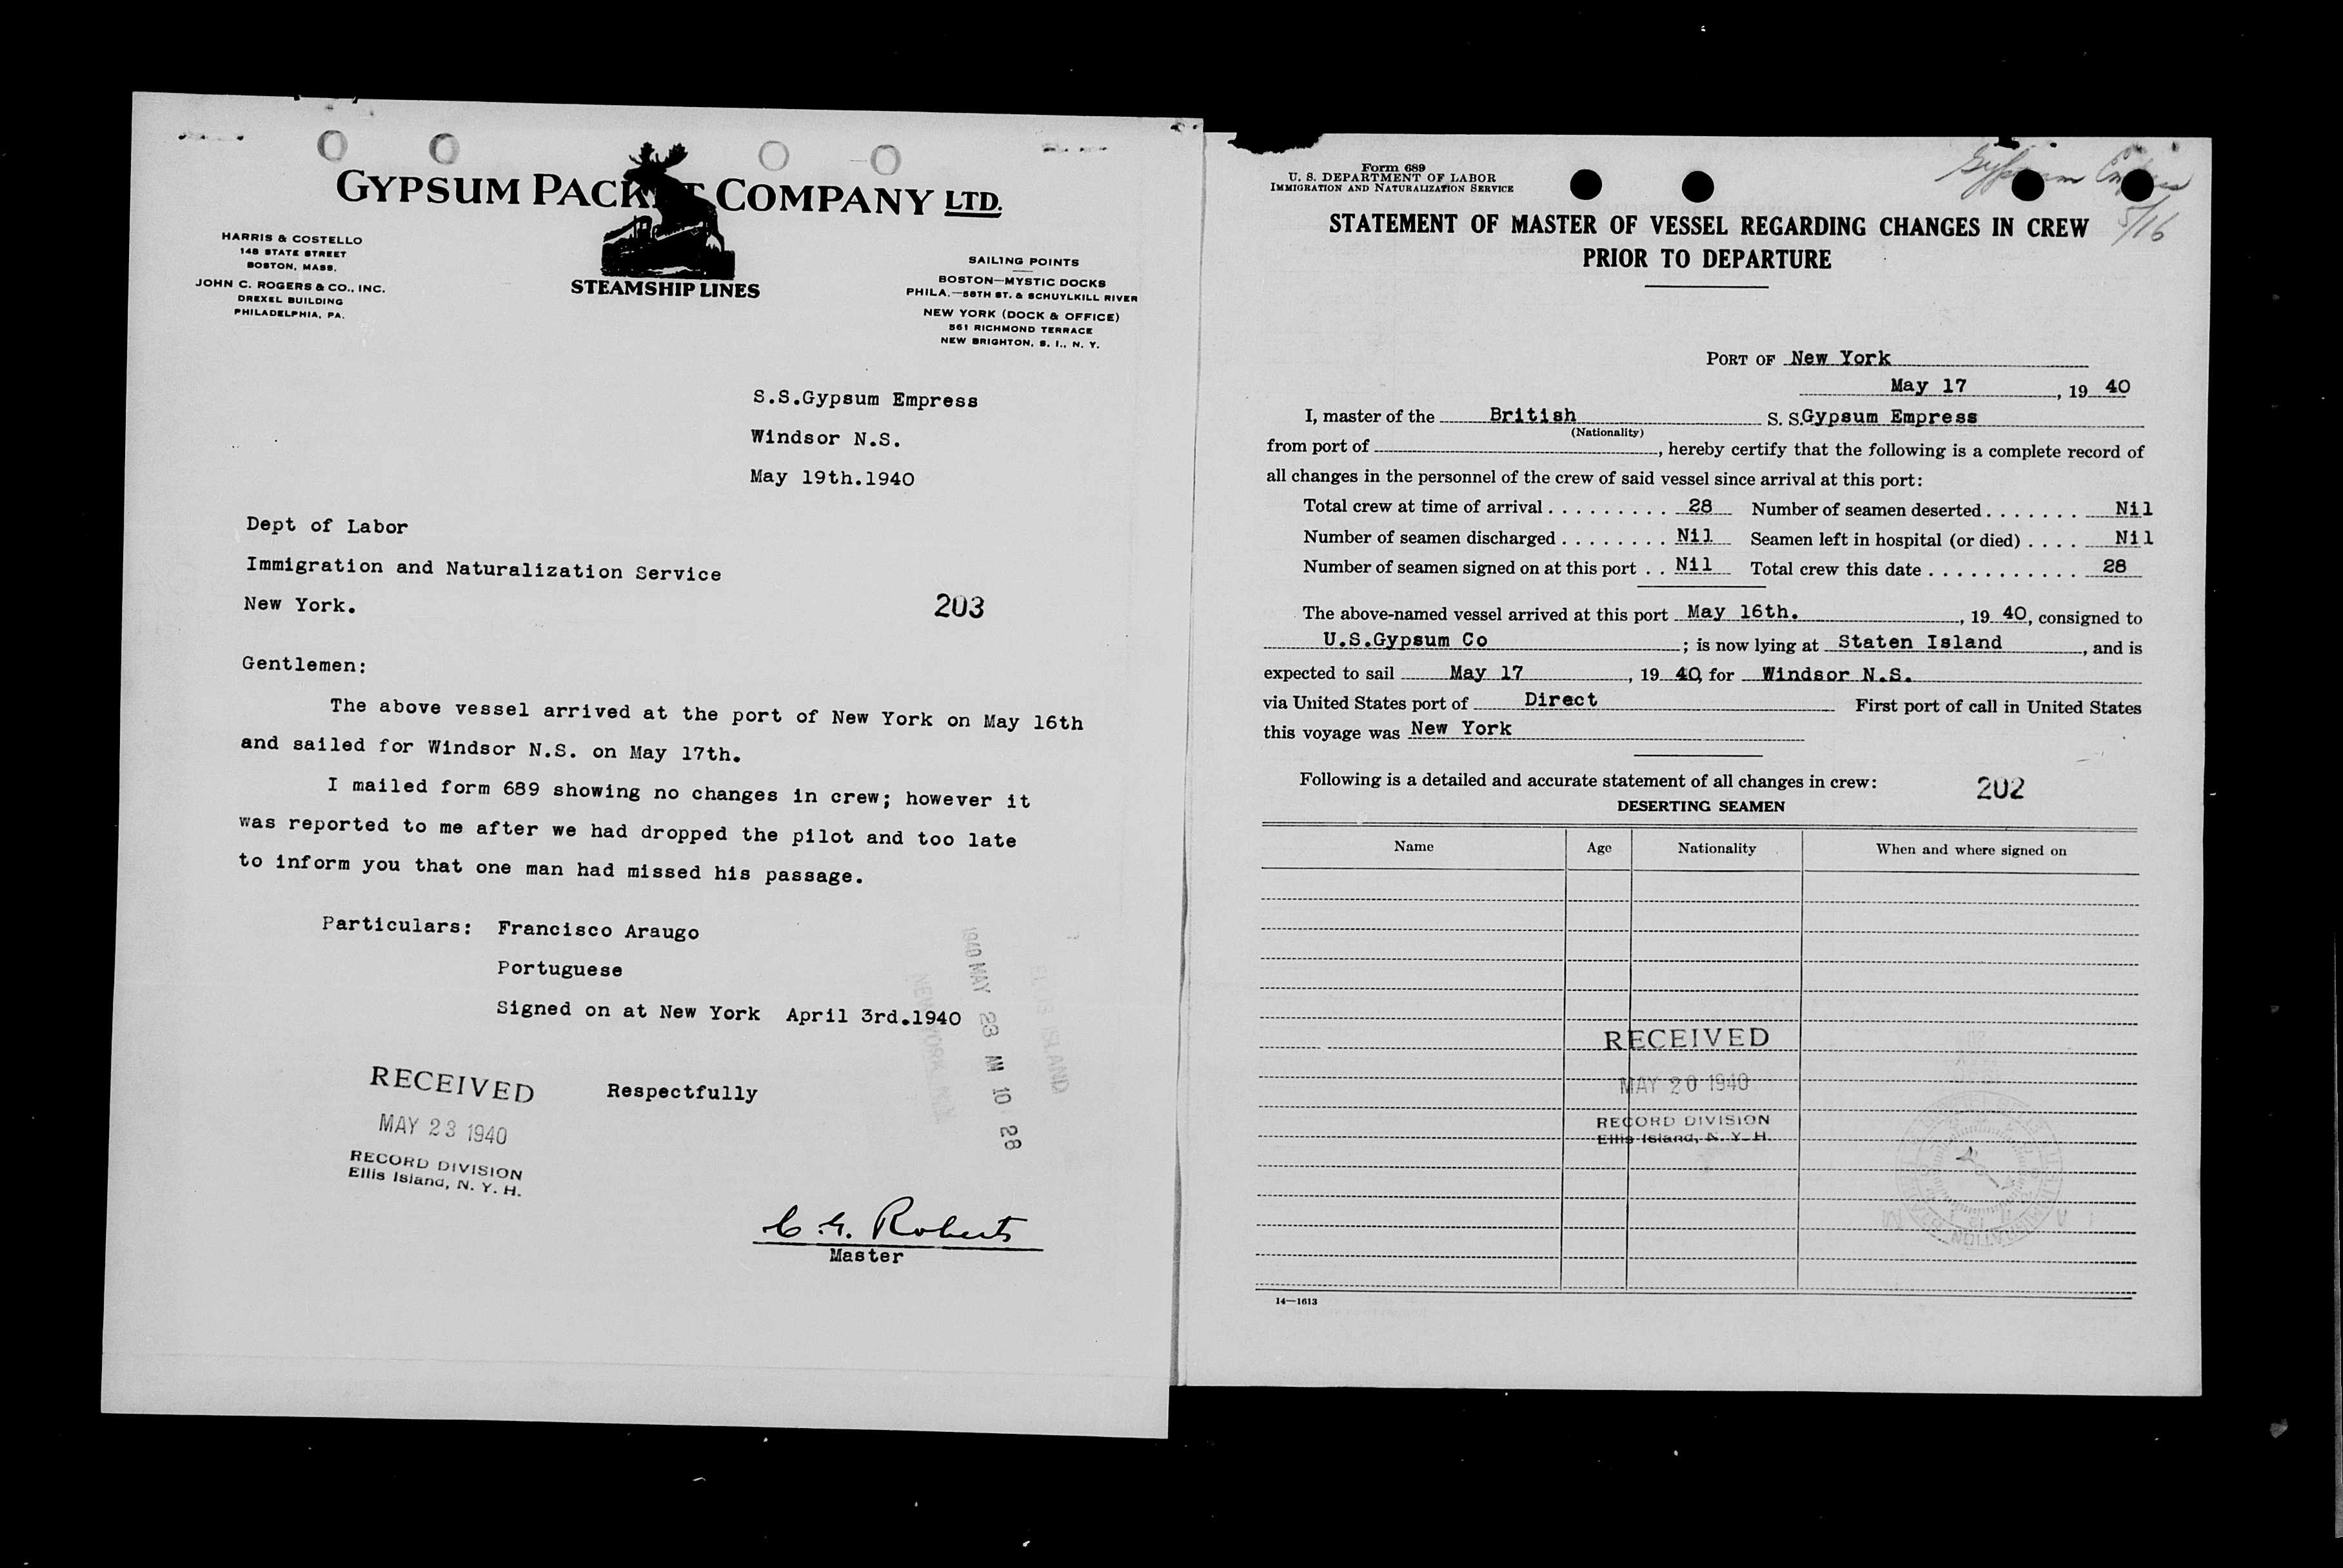 GYPSUM PACKET COMPANY LTD.
STEAMSHIP LINES
HARRIS & COSTELLO
148 STATE STREET
BOSTON, MASS.
JOHN C. ROGERS & CO., INC.
DREXEL BUILDING
PHILADELPHIA, PA.
SAILING POINTS
BOSTON—MYSTIC DOCKS
PHILA.—58TH ST. & SCHUYLKILL RIVER
NEW YORK (DOCK & OFFICE)
561 RICHMOND TERRACE
NEW BRIGHTON, S. I., N. Y.
S.S.Gypsum Empress
Windsor N.S.
May 19th.1940
Dept of Labor
Immigration and Naturalization Service
New York.
203
Gentlemen:
The above vessel arrived at the port of New York on May 16th
and sailed for Windsor N.S. on May 17th.
I mailed form 689 showing no changes in crew; however it
was reported to me after we had dropped the pilot and too late
to inform you that one man had missed his passage.
Particulars: Francisco Araugo
Portuguese
Signed on at New York April 3rd.1940
1940 MAY 23 AM 10 28
ELLIS ISLAND
RECEIVED
MAY 23 1940
RECORD DIVISION
Ellis Island, N. Y. H.
Respectfully
C. G. Roberts
Master
Form 689
U. S. DEPARTMENT OF LABOR
IMMIGRATION AND NATURALIZATION SERVICE
Gypsum Empress
5/16
STATEMENT OF MASTER OF VESSEL REGARDING CHANGES IN CREW
PRIOR TO DEPARTURE
PORT OF New York
May 17, 19 40
I, master of the British S. S. Gypsum Empress
(Nationality)
from port of , hereby certify that the following is a complete record of
all changes in the personnel of the crew of said vessel since arrival at this port:
Total crew at time of arrival . . . . . . . . . 28 Number of seamen deserted . . . . . . . Nil
Number of seamen discharged . . . . . . . . Nil Seamen left in hospital (or died) . . . . Nil
Number of seamen signed on at this port . . Nil Total crew this date . . . . . . . . . . . 28
The above-named vessel arrived at this port May 16th. , 19 40, consigned to
U.S.Gypsum Co ; is now lying at Staten Island , and is
expected to sail May 17 , 19 40, for Windsor N.S.
via United States port of Direct First port of call in United States
this voyage was New York
Following is a detailed and accurate statement of all changes in crew:
202
DESERTING SEAMEN
Name Age Nationality When and where signed on
RECEIVED
MAY 20 1940
RECORD DIVISION
Ellis Island, N. Y. H.
14—1613